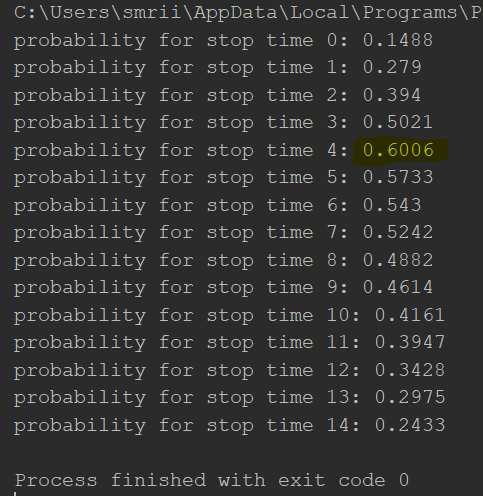 C:\Users\smrii\AppData\Local\Programs\P
probability for stop time 0: 0.1488
probability for stop time 1: 0.279
probability for stop time 2: 0.394
probability for stop time 3: 0.5021
probability for stop time 4: 0.6006
probability for stop time 5: 0.5733
probability for stop time 6: 0.543
probability for stop time 7: 0.5242
probability for stop time 8: 0.4882
probability for stop time 9: 0.4614
probability for stop time 10: 0.4161
probability for stop time 11: 0.3947
probability for stop time 12: 0.3428
probability for stop time 13: 0.2975
probability for stop time 14: 0.2433
Process finished with exit code 0